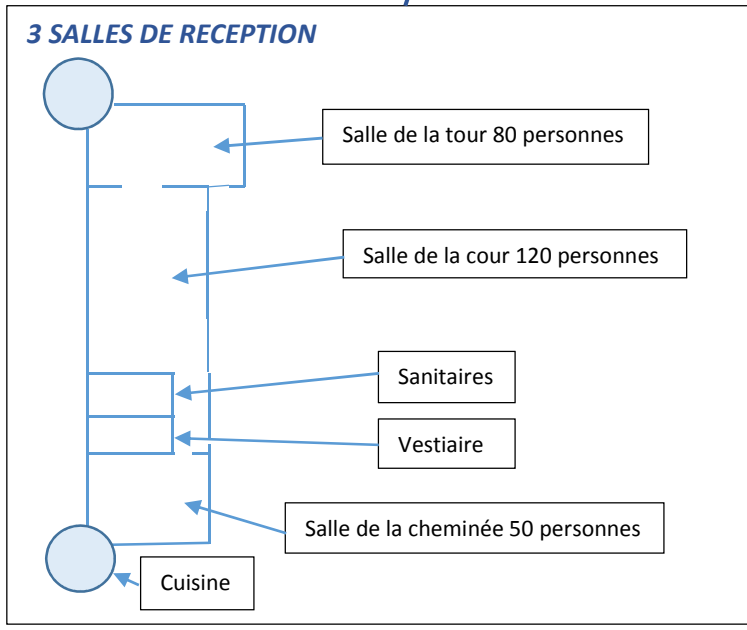 3 SALLES DE RECEPTION
Salle de la tour 80 personnes
Salle de la cour 120 personnes
Sanitaires
Vestiaire
Salle de la cheminée 50 personnes
Cuisine